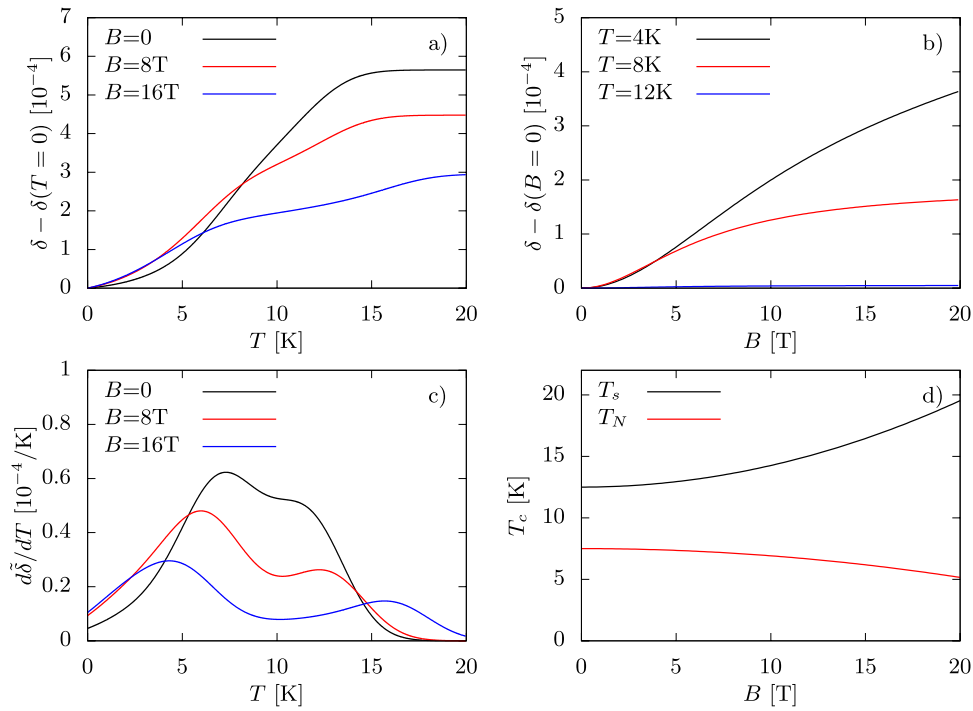 7
6
5
4
3
2
1
0
δ − δ(T = 0) [10⁻⁴]
B=0
B=8T
B=16T
a)
0 5 10 15 20
T [K]
5
4
3
2
1
0
δ − δ(B = 0) [10⁻⁴]
T=4K
T=8K
T=12K
b)
0 5 10 15 20
B [T]
1
0.8
0.6
0.4
0.2
0
dδ̃/dT [10⁻⁴/K]
B=0
B=8T
B=16T
c)
0 5 10 15 20
T [K]
20
15
10
5
0
T_c [K]
T_s
T_N
d)
0 5 10 15 20
B [T]